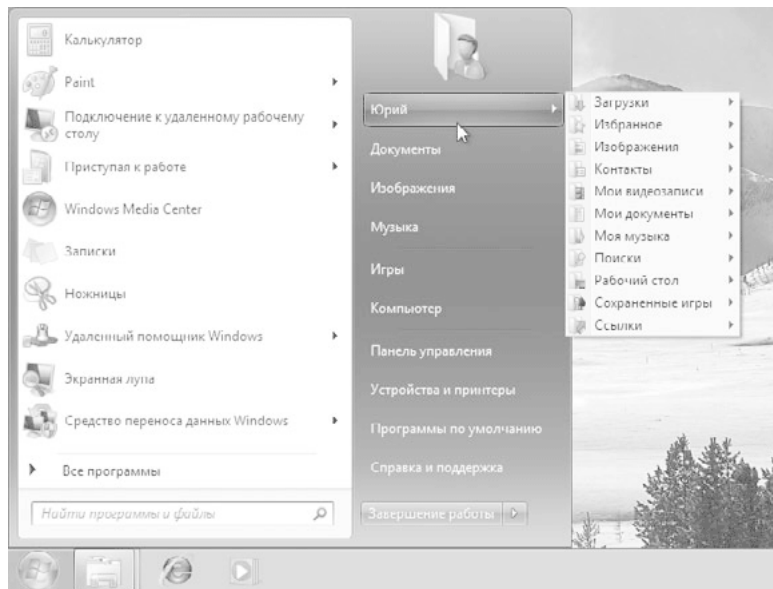 Калькулятор
Paint
Подключение к удаленному рабочему
столу
Приступая к работе
Windows Media Center
Записки
Ножницы
Удаленный помощник Windows
Экранная лупа
Средство переноса данных Windows
Все программы
Найти программы и файлы
Юрий
Документы
Изображения
Музыка
Игры
Компьютер
Панель управления
Устройства и принтеры
Программы по умолчанию
Справка и поддержка
Завершение работы
Загрузки
Избранное
Изображения
Контакты
Мои видеозаписи
Мои документы
Моя музыка
Поиски
Рабочий стол
Сохраненные игры
Ссылки